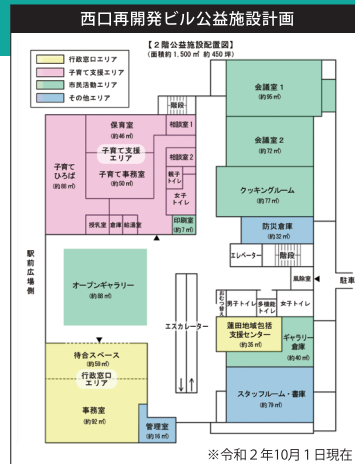 西口再開発ビル公益施設計画
【２階公益施設配置図】
（面積約1,500㎡ 約450坪）
行政窓口エリア
子育て支援エリア
市民活動エリア
その他エリア
階段
会議室１
（約95㎡）
保育室
（約46㎡）
相談室１
子育て支援
エリア
相談室２
会議室２
（約72㎡）
子育て
ひろば
（約88㎡）
子育て事務室
（約50㎡）
親子
トイレ
女子
トイレ
クッキングルーム
（約77㎡）
授乳室
倉庫
給湯室
印刷室
（約7㎡）
防災倉庫
（約32㎡）
エレベーター
階段
駅前広場側
風除室
駐車
オープンギャラリー
（約88㎡）
エスカレーター
おむつ替え
男子トイレ
多機能
トイレ
女子トイレ
蓮田地域包括
支援センター
（約35㎡）
ギャラリー
倉庫
（約40㎡）
待合スペース
（約59㎡）
行政窓口
エリア
事務室
（約92㎡）
管理室
（約16㎡）
スタッフルーム・書庫
（約79㎡）
※令和２年10月１日現在